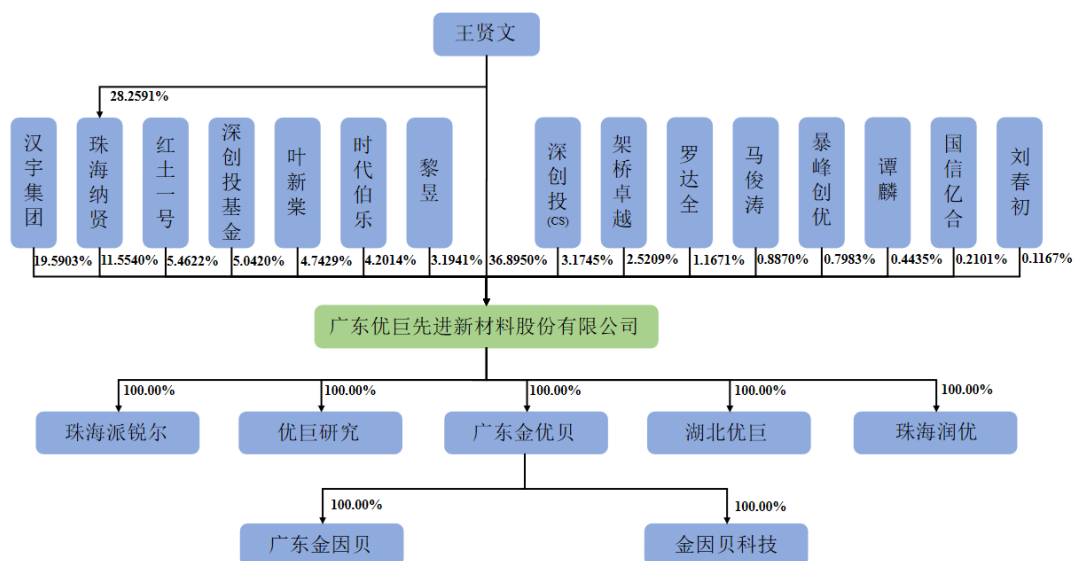 王贤文
28.2591%
汉宇集团
珠海纳贤
红土一号
深创投基金
叶新棠
时代伯乐
黎昱
深创投(CS)
架桥卓越
罗达全
马俊涛
暴峰创优
谭麟
国信亿合
刘春初
19.5903%
11.5540%
5.4622%
5.0420%
4.7429%
4.2014%
3.1941%
36.8950%
3.1745%
2.5209%
1.1671%
0.8870%
0.7983%
0.4435%
0.2101%
0.1167%
广东优巨先进新材料股份有限公司
100.00%
100.00%
100.00%
100.00%
100.00%
珠海派锐尔
优巨研究
广东金优贝
湖北优巨
珠海润优
100.00%
100.00%
广东金因贝
金因贝科技